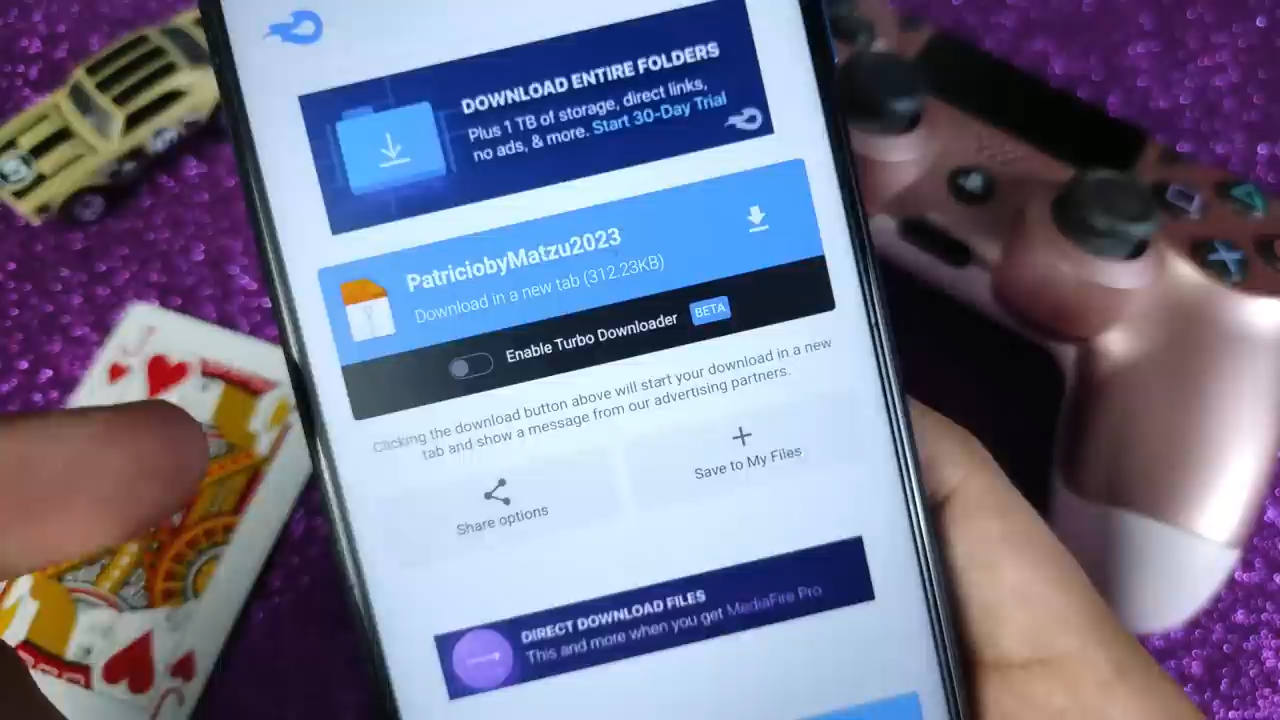 DOWNLOAD ENTIRE FOLDERS
Plus 1 TB of storage, direct links,
no ads, & more. Start 30-Day Trial
PatriciobyMatzu2023
Download in a new tab (312.23KB)
Enable Turbo Downloader BETA
Clicking the download button above will start your download in a new
tab and show a message from our advertising partners.
Share options
Save to My Files
DIRECT DOWNLOAD FILES
This and more when you get MediaFire Pro